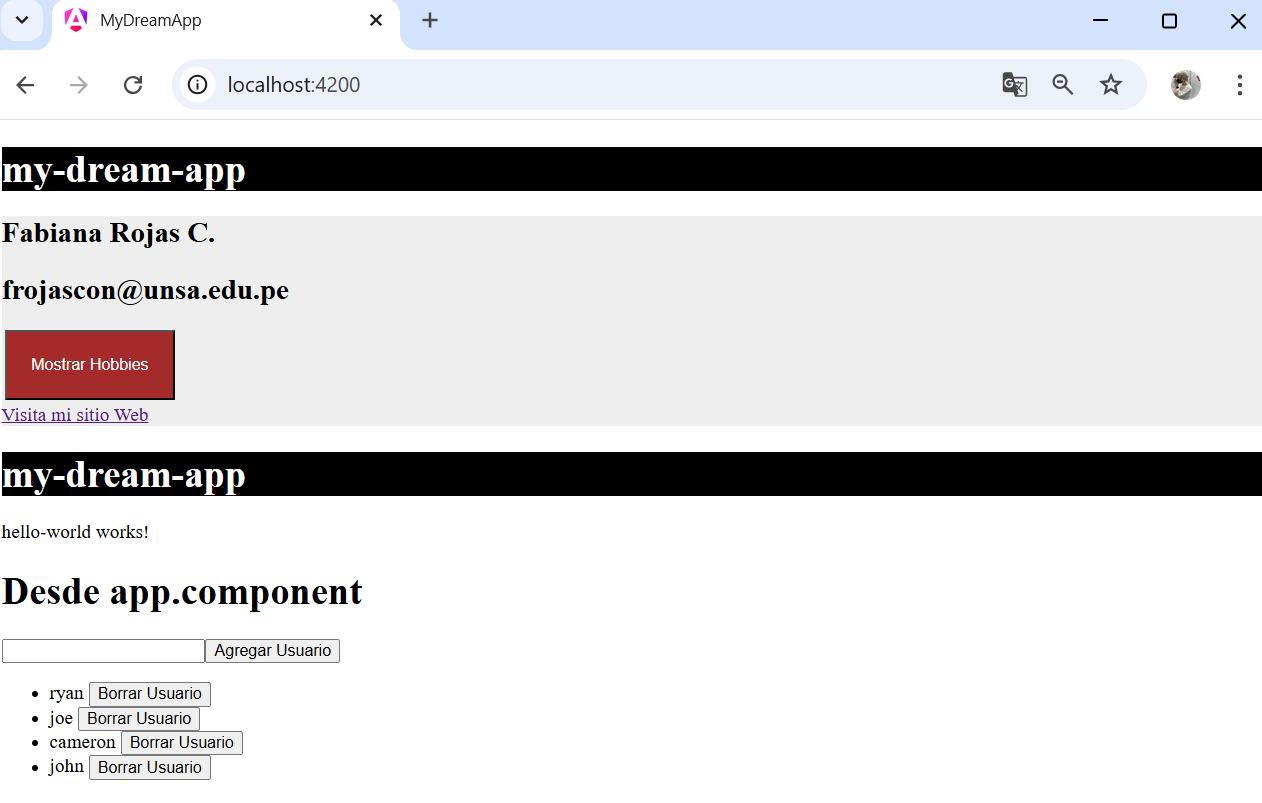 MyDreamApp
localhost:4200
my-dream-app
Fabiana Rojas C.
frojascon@unsa.edu.pe
Mostrar Hobbies
Visita mi sitio Web
my-dream-app
hello-world works!
Desde app.component
Agregar Usuario
ryan Borrar Usuario
joe Borrar Usuario
cameron Borrar Usuario
john Borrar Usuario